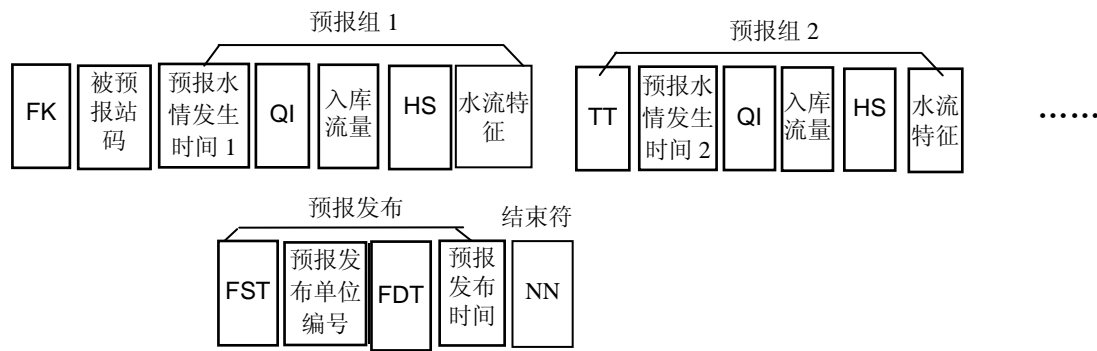 预报组 1
FK
被预
报站
码
预报水
情发生
时间 1
QI
入库
流量
HS
水流特
征
预报组 2
TT
预报水
情发生
时间 2
QI
入库
流量
HS
水流
特征
……
预报发布
FST
预报发
布单位
编号
FDT
预报
发布
时间
结束符
NN